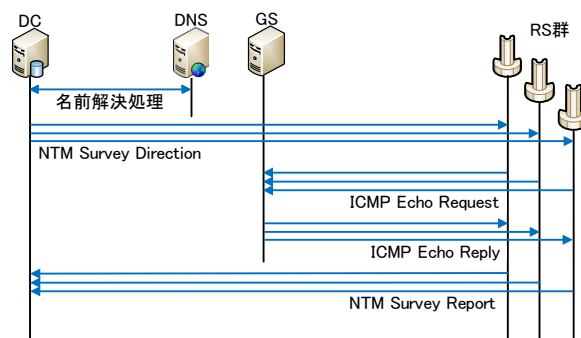 DC
DNS
GS
RS群
名前解決処理
NTM Survey Direction
ICMP Echo Request
ICMP Echo Reply
NTM Survey Report